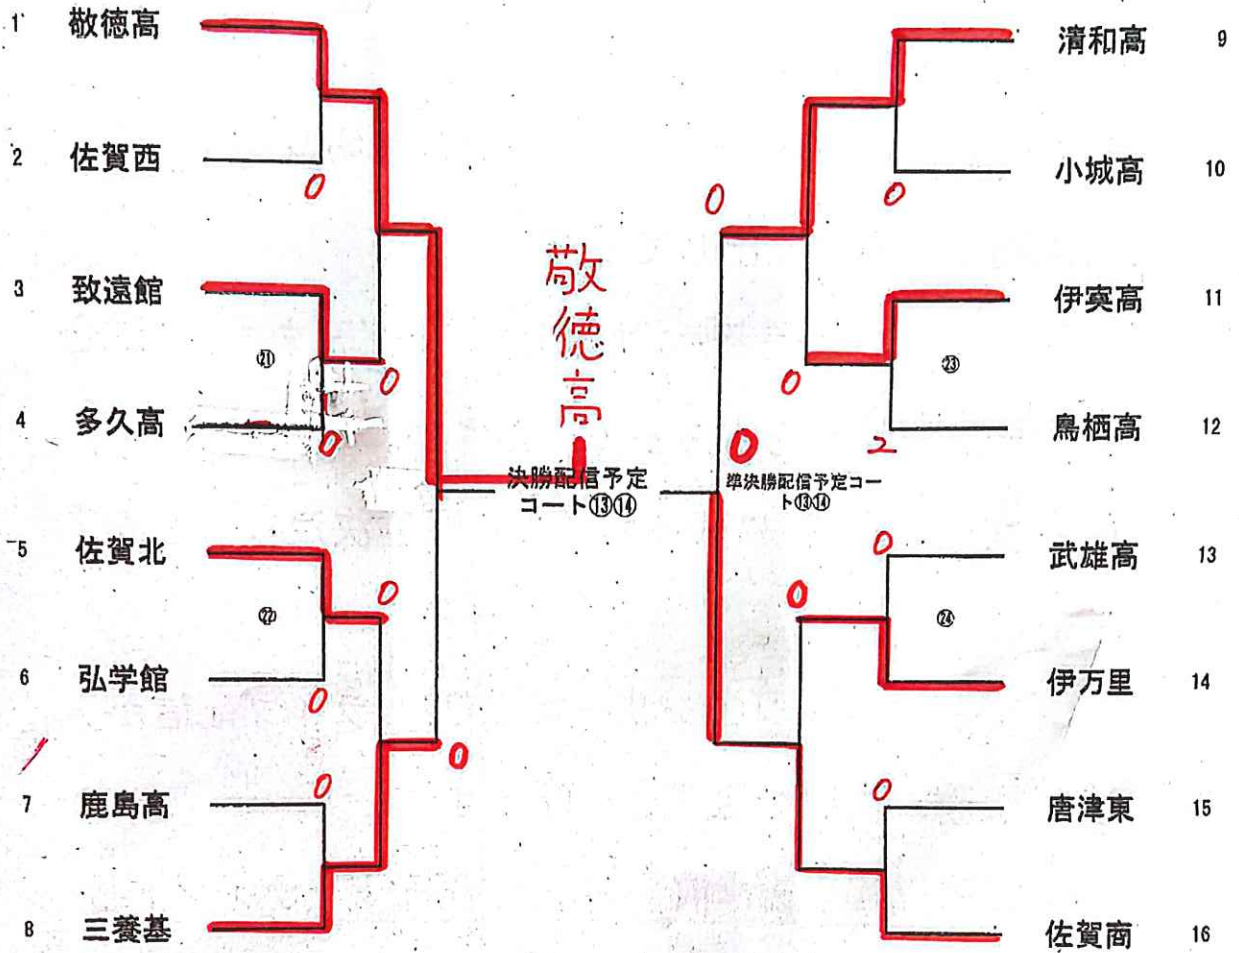 1 敬徳高
2 佐賀西
0
3 致遠館
㉑
0
4 多久高
0
5 佐賀北
㉒
0
6 弘学館
0
7 鹿島高
0
0
8 三養基
敬徳高
決勝配信予定
コート⑬⑭
清和高 9
小城高 10
0
0
伊実高 11
㉓
0
鳥栖高 12
2
0
準決勝配信予定コー
ト⑬⑭
武雄高 13
0
0
㉔
伊万里 14
唐津東 15
0
佐賀商 16